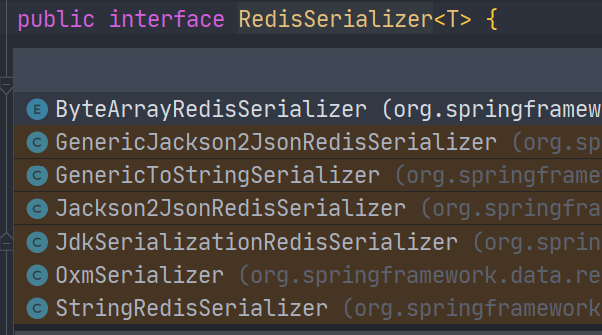 public interface RedisSerializer<T> {
E ByteArrayRedisSerializer (org.springframew
C GenericJackson2JsonRedisSerializer (org.sp
C GenericToStringSerializer (org.springframe
C Jackson2JsonRedisSerializer (org.springfra
C JdkSerializationRedisSerializer (org.sprin
C OxmSerializer (org.springframework.data.re
C StringRedisSerializer (org.springframework